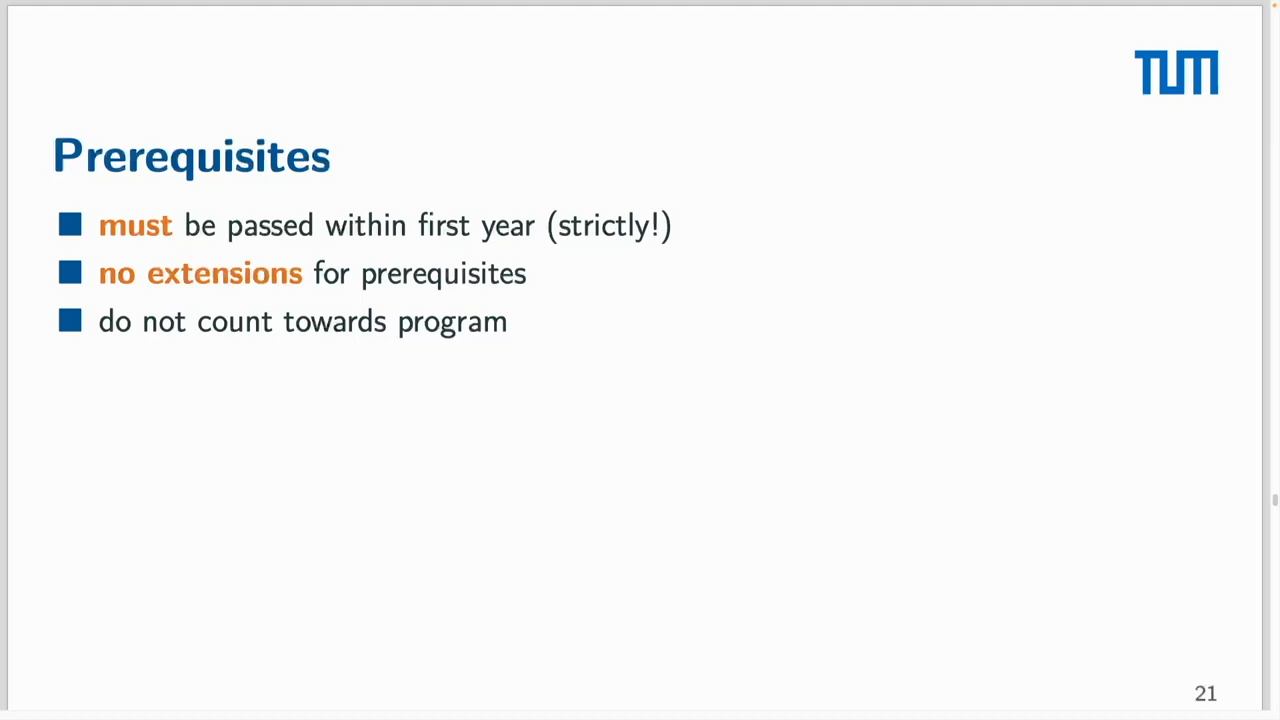 TUM
Prerequisites
must be passed within first year (strictly!)
no extensions for prerequisites
do not count towards program
21